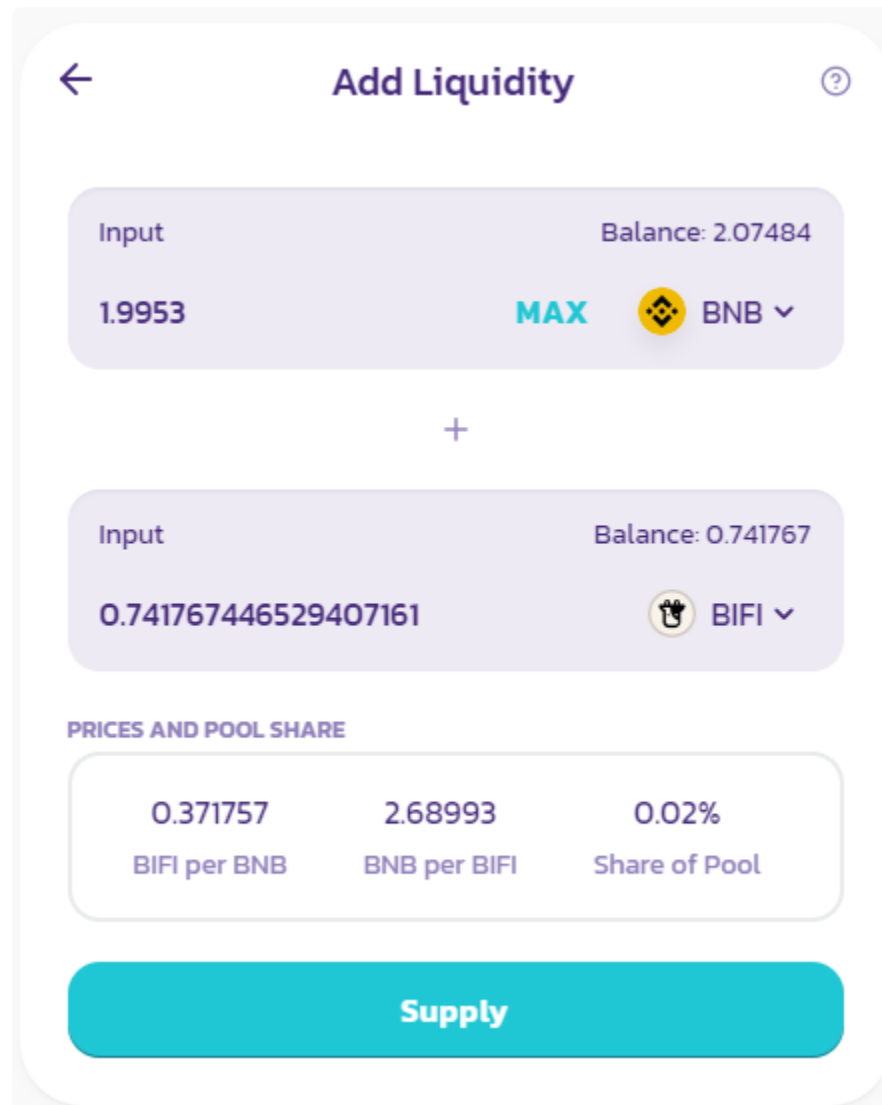 Add Liquidity
Input Balance: 2.07484
1.9953 MAX BNB
+
Input Balance: 0.741767
0.741767446529407161 BIFI
PRICES AND POOL SHARE
0.371757 2.68993 0.02%
BIFI per BNB BNB per BIFI Share of Pool
Supply